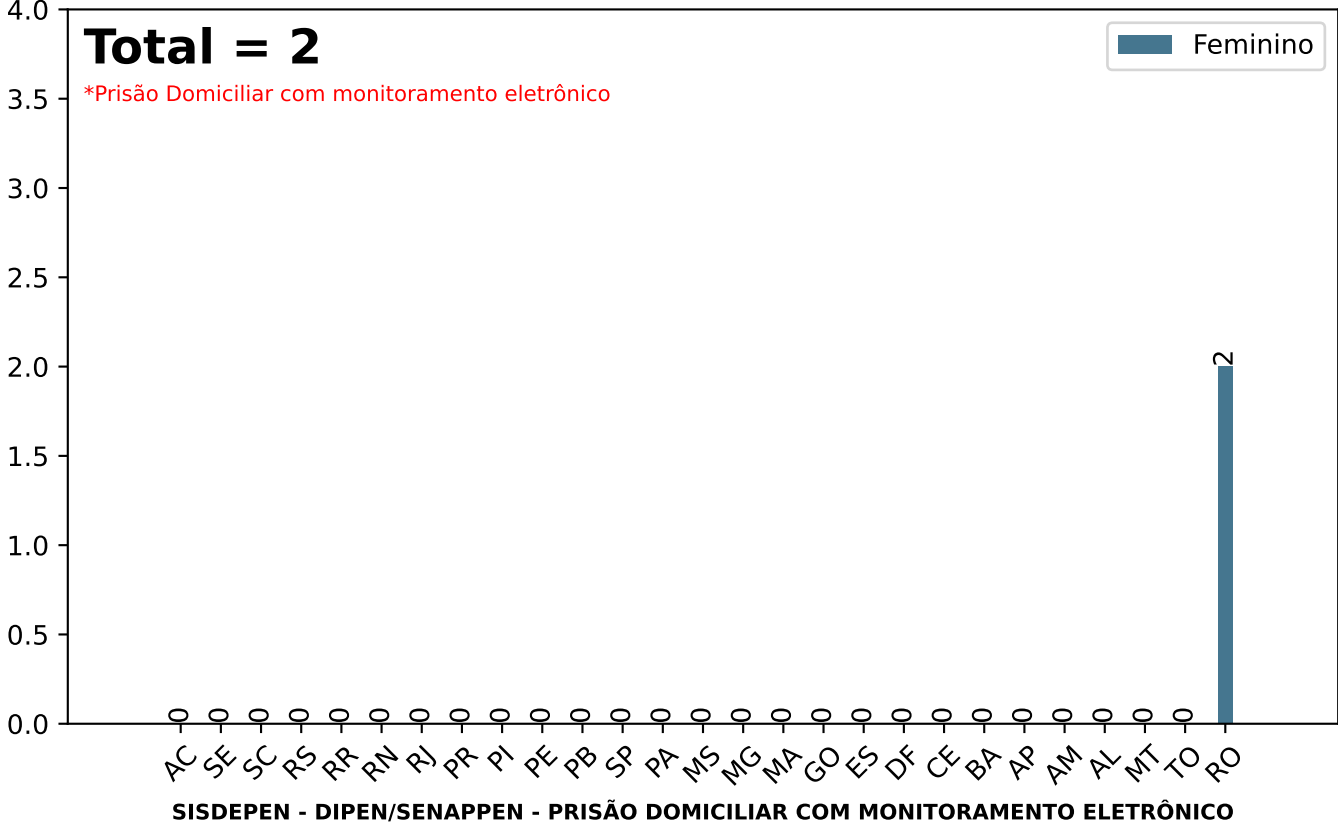 4.0
Total = 2
Feminino
*Prisão Domiciliar com monitoramento eletrônico
3.5
3.0
2.5
2.0
2
1.5
1.0
0.5
0.0
0 0 0 0 0 0 0 0 0 0 0 0 0 0 0 0 0 0 0 0 0 0 0 0 0 0
AC SE SC RS RR RN RJ PR PI PE PB SP PA MS MG MA GO ES DF CE BA AP AM AL MT TO RO
SISDEPEN - DIPEN/SENAPPEN - PRISÃO DOMICILIAR COM MONITORAMENTO ELETRÔNICO